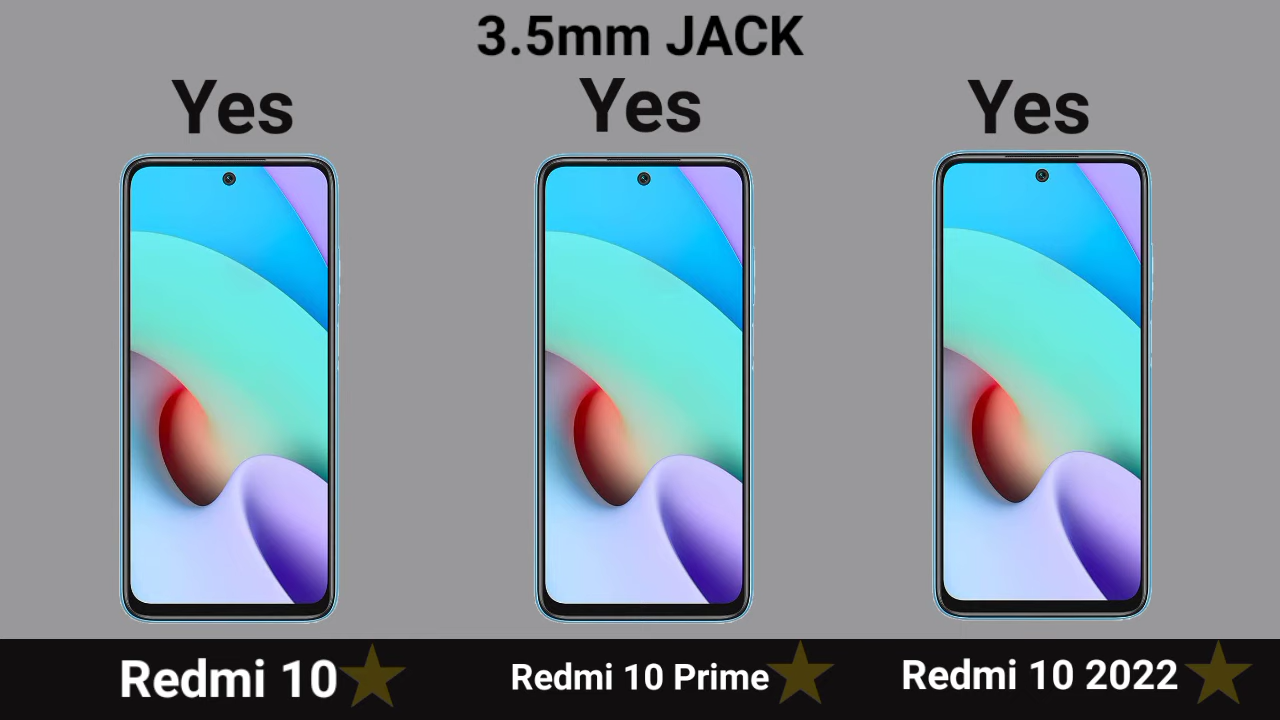 3.5mm JACK
Yes
Yes
Yes
Redmi 10
Redmi 10 Prime
Redmi 10 2022